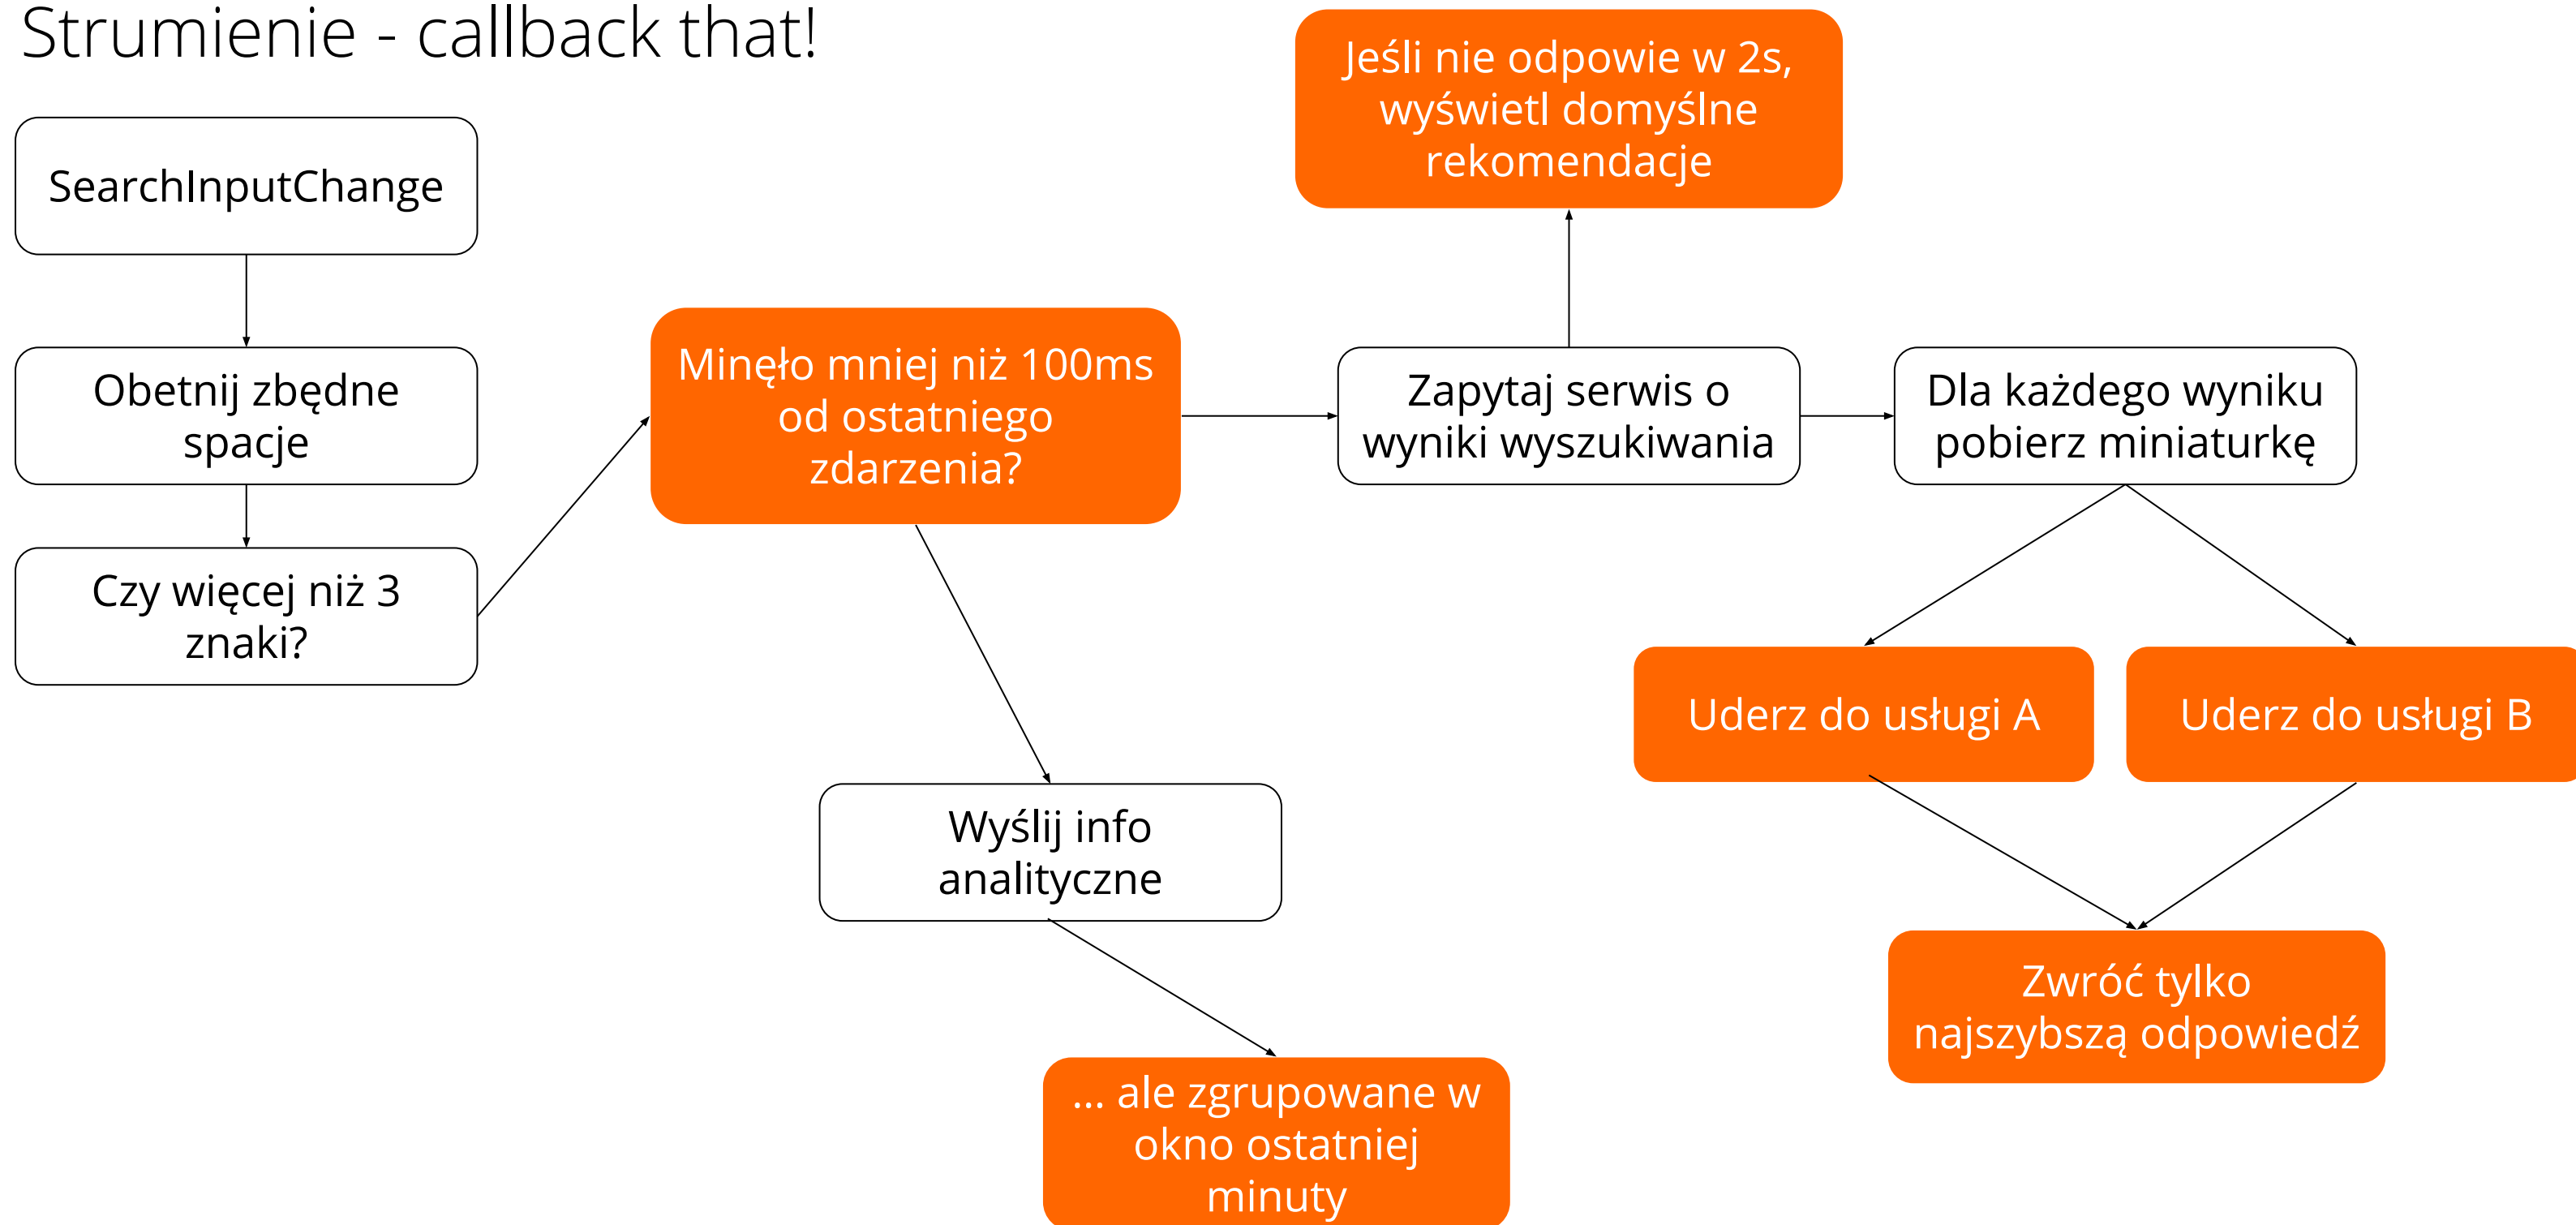 Strumienie - callback that!
SearchInputChange
Obetnij zbędne
spacje
Czy więcej niż 3
znaki?
Minęło mniej niż 100ms
od ostatniego
zdarzenia?
Jeśli nie odpowie w 2s,
wyświetl domyślne
rekomendacje
Zapytaj serwis o
wyniki wyszukiwania
Dla każdego wyniku
pobierz miniaturkę
Uderz do usługi A
Uderz do usługi B
Zwróć tylko
najszybszą odpowiedź
Wyślij info
analityczne
... ale zgrupowane w
okno ostatniej
minuty